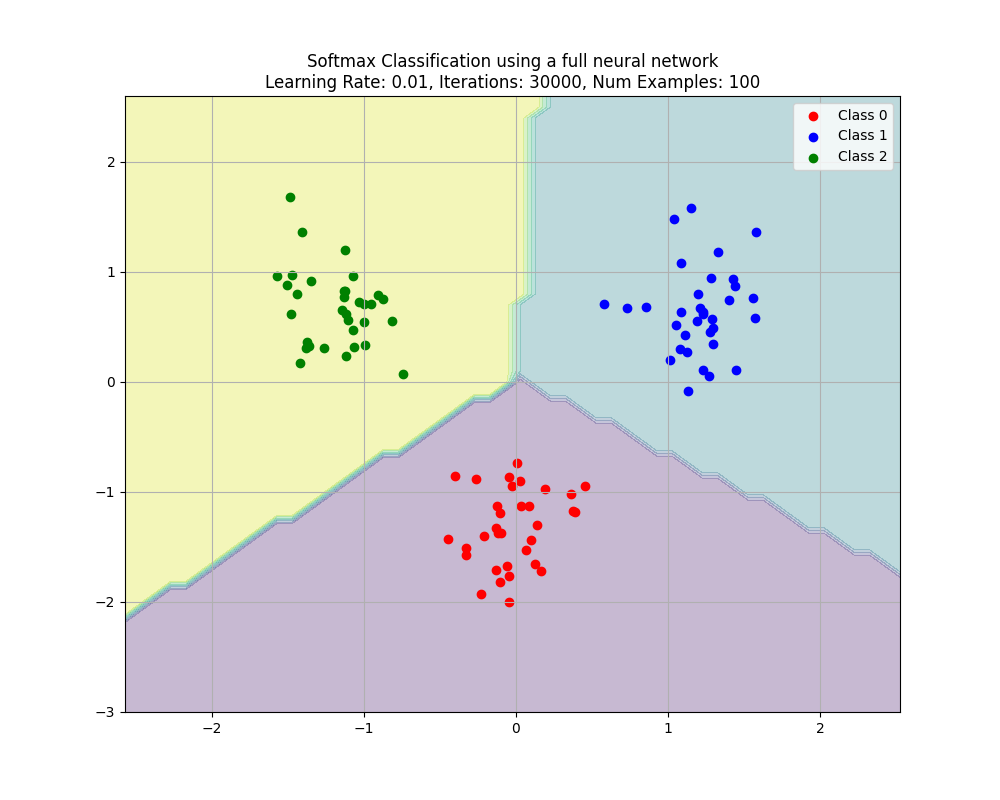 Softmax Classification using a full neural network
Learning Rate: 0.01, Iterations: 30000, Num Examples: 100
Class 0
Class 1
Class 2
2
1
0
−1
−2
−3
−2
−1
0
1
2